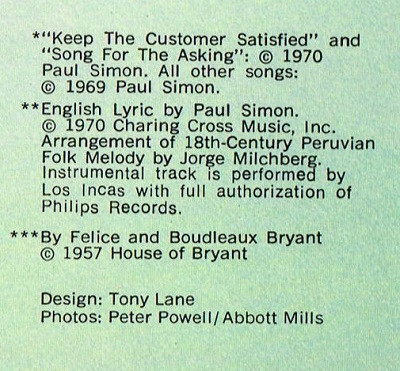 *"Keep The Customer Satisfied" and
"Song For The Asking": © 1970
Paul Simon. All other songs:
© 1969 Paul Simon.
**English Lyric by Paul Simon.
© 1970 Charing Cross Music, Inc.
Arrangement of 18th-Century Peruvian
Folk Melody by Jorge Milchberg.
Instrumental track is performed by
Los Incas with full authorization of
Philips Records.
***By Felice and Boudleaux Bryant
© 1957 House of Bryant
Design: Tony Lane
Photos: Peter Powell/Abbott Mills